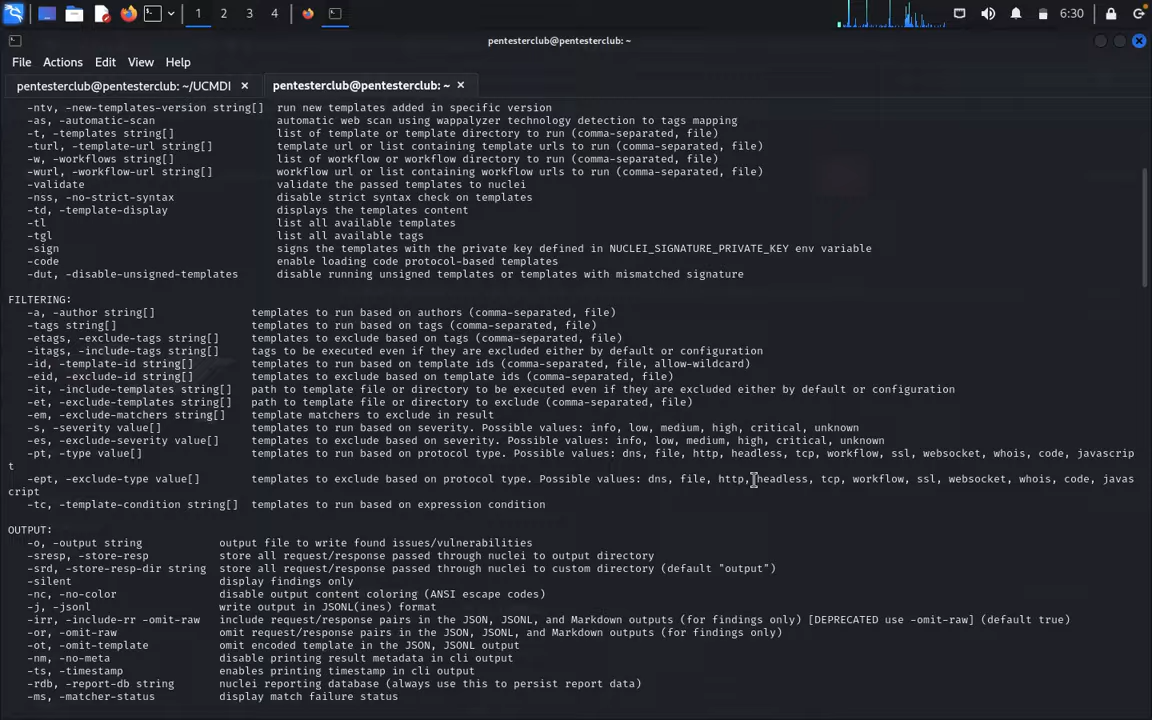 1 2 3 4 6:30
pentesterclub@pentesterclub: ~
File Actions Edit View Help
pentesterclub@pentesterclub: ~/UCMDI × pentesterclub@pentesterclub: ~ ×
-ntv, -new-templates-version string[] run new templates added in specific version
-as, -automatic-scan automatic web scan using wappalyzer technology detection to tags mapping
-t, -templates string[] list of template or template directory to run (comma-separated, file)
-turl, -template-url string[] template url or list containing template urls to run (comma-separated, file)
-w, -workflows string[] list of workflow or workflow directory to run (comma-separated, file)
-wurl, -workflow-url string[] workflow url or list containing workflow urls to run (comma-separated, file)
-validate validate the passed templates to nuclei
-nss, -no-strict-syntax disable strict syntax check on templates
-td, -template-display displays the templates content
-tl list all available templates
-tgl list all available tags
-sign signs the templates with the private key defined in NUCLEI_SIGNATURE_PRIVATE_KEY env variable
-code enable loading code protocol-based templates
-dut, -disable-unsigned-templates disable running unsigned templates or templates with mismatched signature
FILTERING:
-a, -author string[] templates to run based on authors (comma-separated, file)
-tags string[] templates to run based on tags (comma-separated, file)
-etags, -exclude-tags string[] templates to exclude based on tags (comma-separated, file)
-itags, -include-tags string[] tags to be executed even if they are excluded either by default or configuration
-id, -template-id string[] templates to run based on template ids (comma-separated, file, allow-wildcard)
-eid, -exclude-id string[] templates to exclude based on template ids (comma-separated, file)
-it, -include-templates string[] path to template file or directory to be executed even if they are excluded either by default or configuration
-et, -exclude-templates string[] path to template file or directory to exclude (comma-separated, file)
-em, -exclude-matchers string[] template matchers to exclude in result
-s, -severity value[] templates to run based on severity. Possible values: info, low, medium, high, critical, unknown
-es, -exclude-severity value[] templates to exclude based on severity. Possible values: info, low, medium, high, critical, unknown
-pt, -type value[] templates to run based on protocol type. Possible values: dns, file, http, headless, tcp, workflow, ssl, websocket, whois, code, javascrip
t
-ept, -exclude-type value[] templates to exclude based on protocol type. Possible values: dns, file, http, headless, tcp, workflow, ssl, websocket, whois, code, javas
cript
-tc, -template-condition string[] templates to run based on expression condition
OUTPUT:
-o, -output string output file to write found issues/vulnerabilities
-sresp, -store-resp store all request/response passed through nuclei to output directory
-srd, -store-resp-dir string store all request/response passed through nuclei to custom directory (default "output")
-silent display findings only
-nc, -no-color disable output content coloring (ANSI escape codes)
-j, -jsonl write output in JSONL(ines) format
-irr, -include-rr -omit-raw include request/response pairs in the JSON, JSONL, and Markdown outputs (for findings only) [DEPRECATED use -omit-raw] (default true)
-or, -omit-raw omit request/response pairs in the JSON, JSONL, and Markdown outputs (for findings only)
-ot, -omit-template omit encoded template in the JSON, JSONL output
-nm, -no-meta disable printing result metadata in cli output
-ts, -timestamp enables printing timestamp in cli output
-rdb, -report-db string nuclei reporting database (always use this to persist report data)
-ms, -matcher-status display match failure status